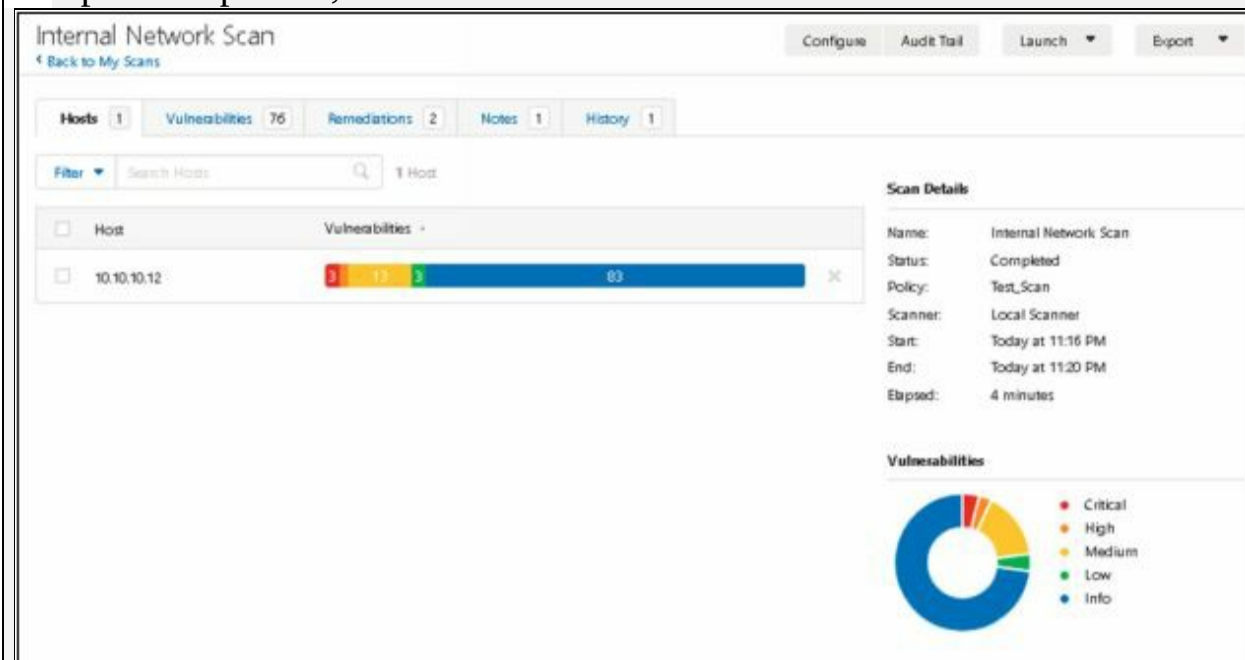 Internal Network Scan
Back to My Scans
Configure Audit Trail Launch Export
Hosts 1 Vulnerabilities 76 Remediations 2 Notes 1 History 1
Filter Search Hosts 1 Host
Host Vulnerabilities
10.10.10.12 3 13 3 83
Scan Details
Name: Internal Network Scan
Status: Completed
Policy: Test_Scan
Scanner: Local Scanner
Start: Today at 11:16 PM
End: Today at 11:20 PM
Elapsed: 4 minutes
Vulnerabilities
Critical
High
Medium
Low
Info